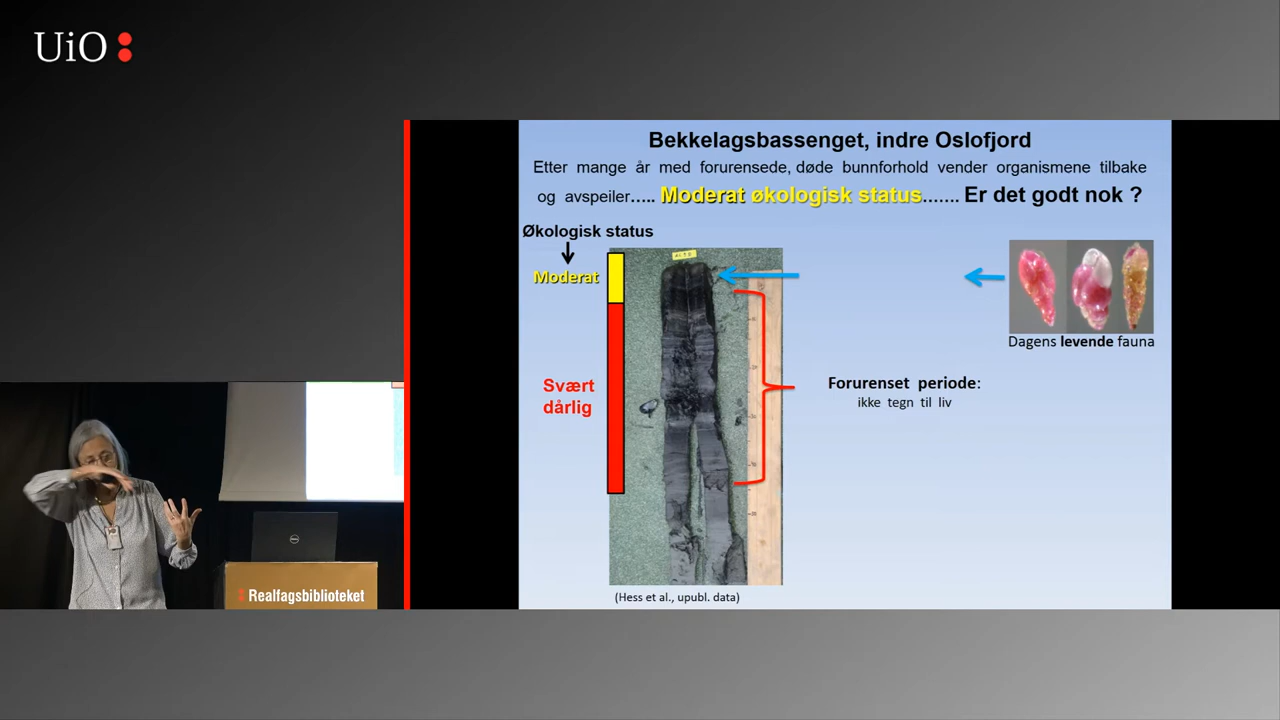 UiO
Bekkelagsbassenget, indre Oslofjord
Etter mange år med forurensede, døde bunnforhold vender organismene tilbake
og avspeiler..... Moderat økologisk status....... Er det godt nok ?
Økologisk status
Moderat
Svært
dårlig
Dagens levende fauna
Forurenset periode:
ikke tegn til liv
(Hess et al., upubl. data)
Realfagsbiblioteket